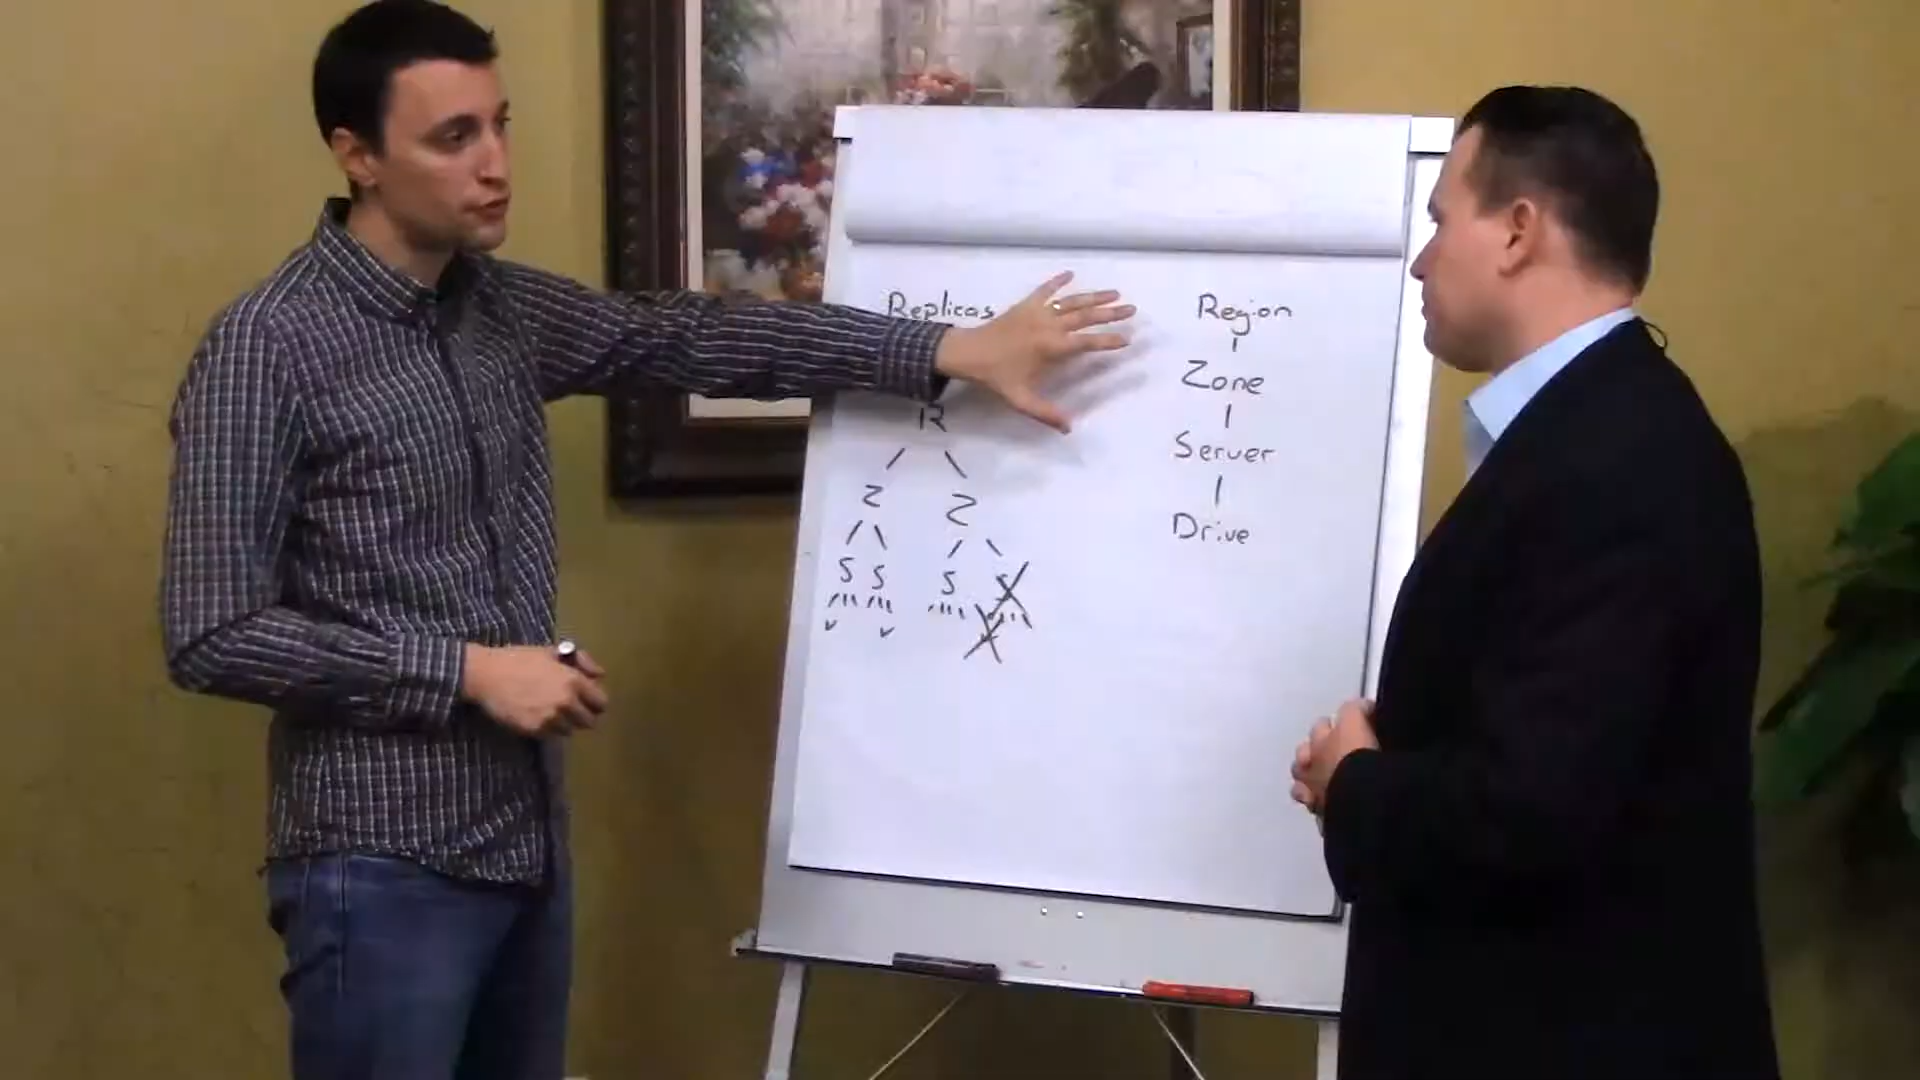 Replicas
R
Z Z
S S S S
Region
Zone
Server
Drive